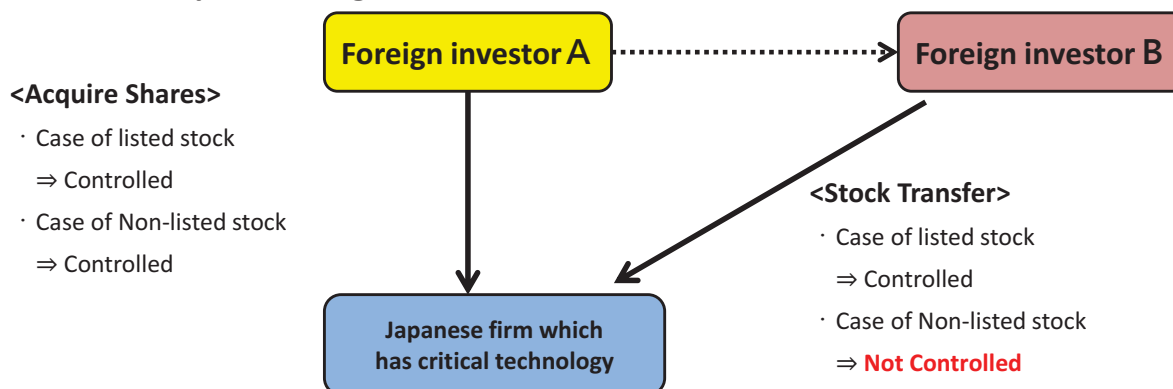 Foreign investor A
Foreign investor B
<Acquire Shares>
・ Case of listed stock
⇒ Controlled
・ Case of Non-listed stock
⇒ Controlled
<Stock Transfer>
・ Case of listed stock
⇒ Controlled
・ Case of Non-listed stock
⇒ Not Controlled
Japanese firm which
has critical technology